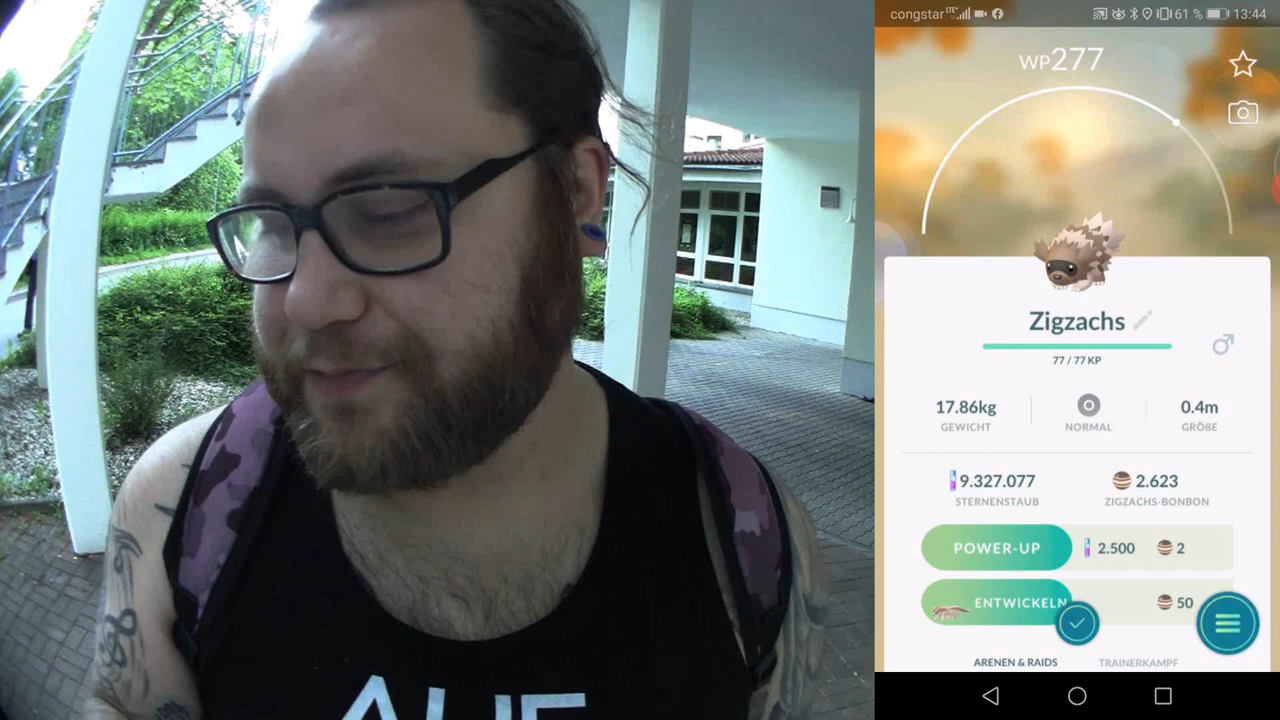 congstar LTE 61 % 13:44
WP277
Zigzachs
77 / 77 KP
17.86kg
GEWICHT
NORMAL
0.4m
GRÖßE
9.327.077
STERNENSTAUB
2.623
ZIGZACHS-BONBON
POWER-UP 2.500 2
ENTWICKELN 50
ARENEN & RAIDS TRAINERKAMPF